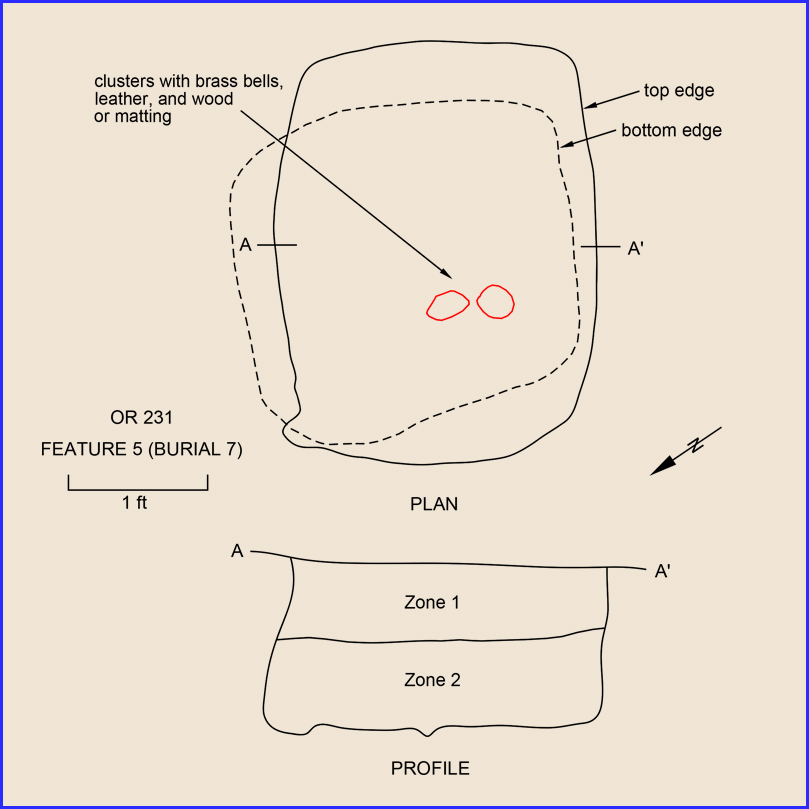 clusters with brass bells,
leather, and wood
or matting
top edge
bottom edge
A
A'
OR 231
FEATURE 5 (BURIAL 7)
1 ft
N
PLAN
A
A'
Zone 1
Zone 2
PROFILE